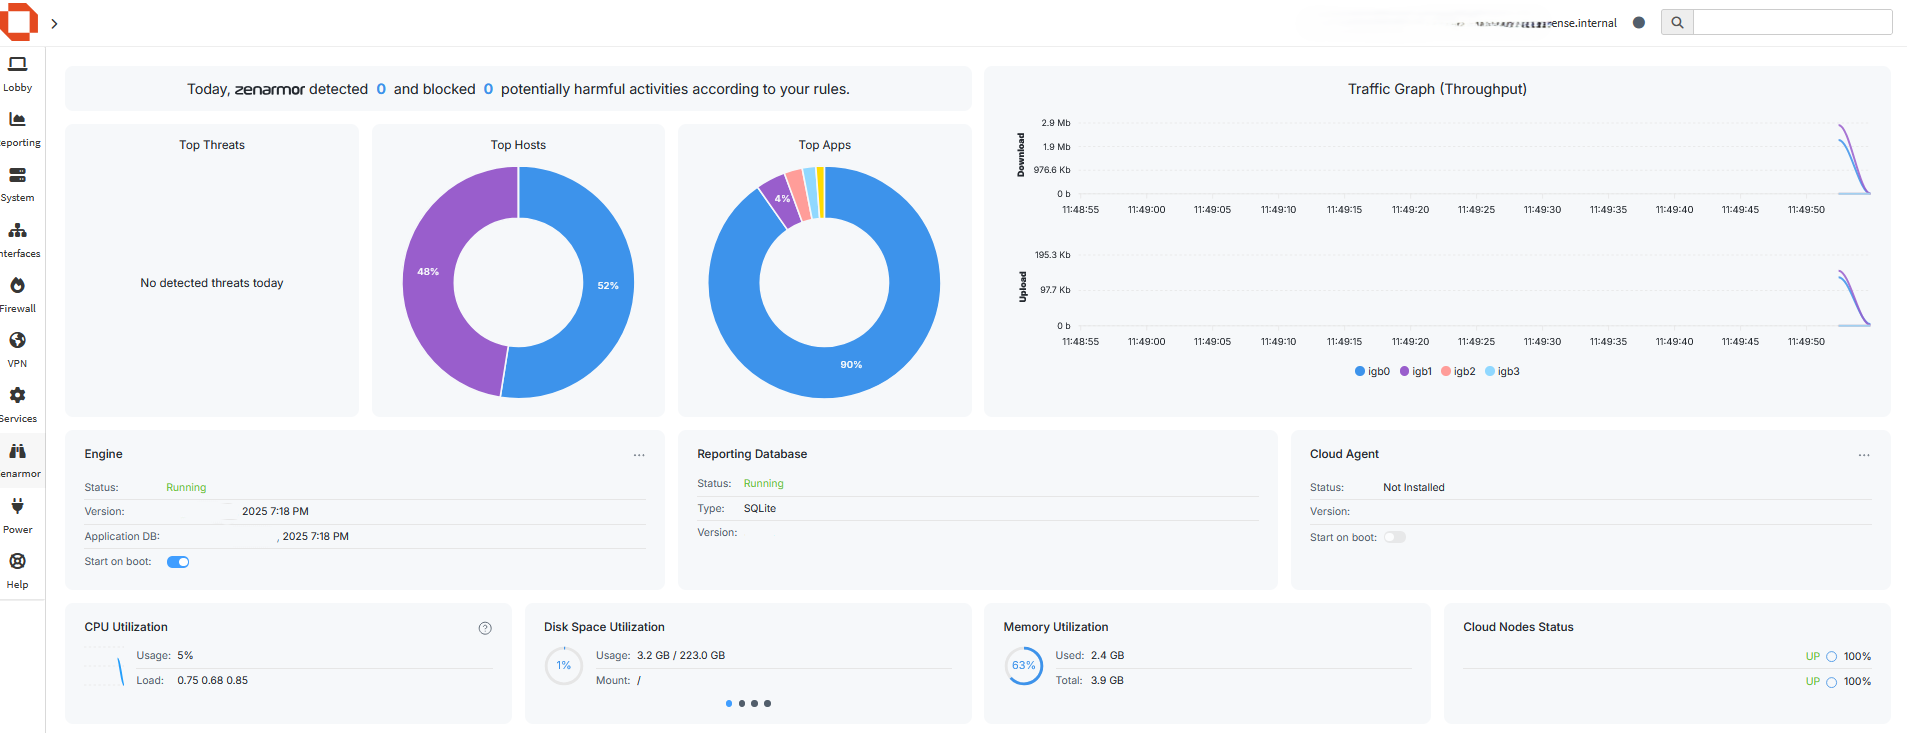 ense.internal
Lobby
eporting
System
nterfaces
Firewall
VPN
Services
enarmor
Power
Help
Today, zenarmor detected 0 and blocked 0 potentially harmful activities according to your rules.
Top Threats
No detected threats today
Top Hosts
48%
52%
Top Apps
4%
90%
Traffic Graph (Throughput)
Download
2.9 Mb
1.9 Mb
976.6 Kb
0 b
11:48:55 11:49:00 11:49:05 11:49:10 11:49:15 11:49:20 11:49:25 11:49:30 11:49:35 11:49:40 11:49:45 11:49:50
Upload
195.3 Kb
97.7 Kb
0 b
11:48:55 11:49:00 11:49:05 11:49:10 11:49:15 11:49:20 11:49:25 11:49:30 11:49:35 11:49:40 11:49:45 11:49:50
igb0 igb1 igb2 igb3
Engine
Status: Running
Version: 2025 7:18 PM
Application DB: , 2025 7:18 PM
Start on boot:
Reporting Database
Status: Running
Type: SQLite
Version:
Cloud Agent
Status: Not Installed
Version:
Start on boot:
CPU Utilization
Usage: 5%
Load: 0.75 0.68 0.85
Disk Space Utilization
1%
Usage: 3.2 GB / 223.0 GB
Mount: /
Memory Utilization
63%
Used: 2.4 GB
Total: 3.9 GB
Cloud Nodes Status
UP 100%
UP 100%